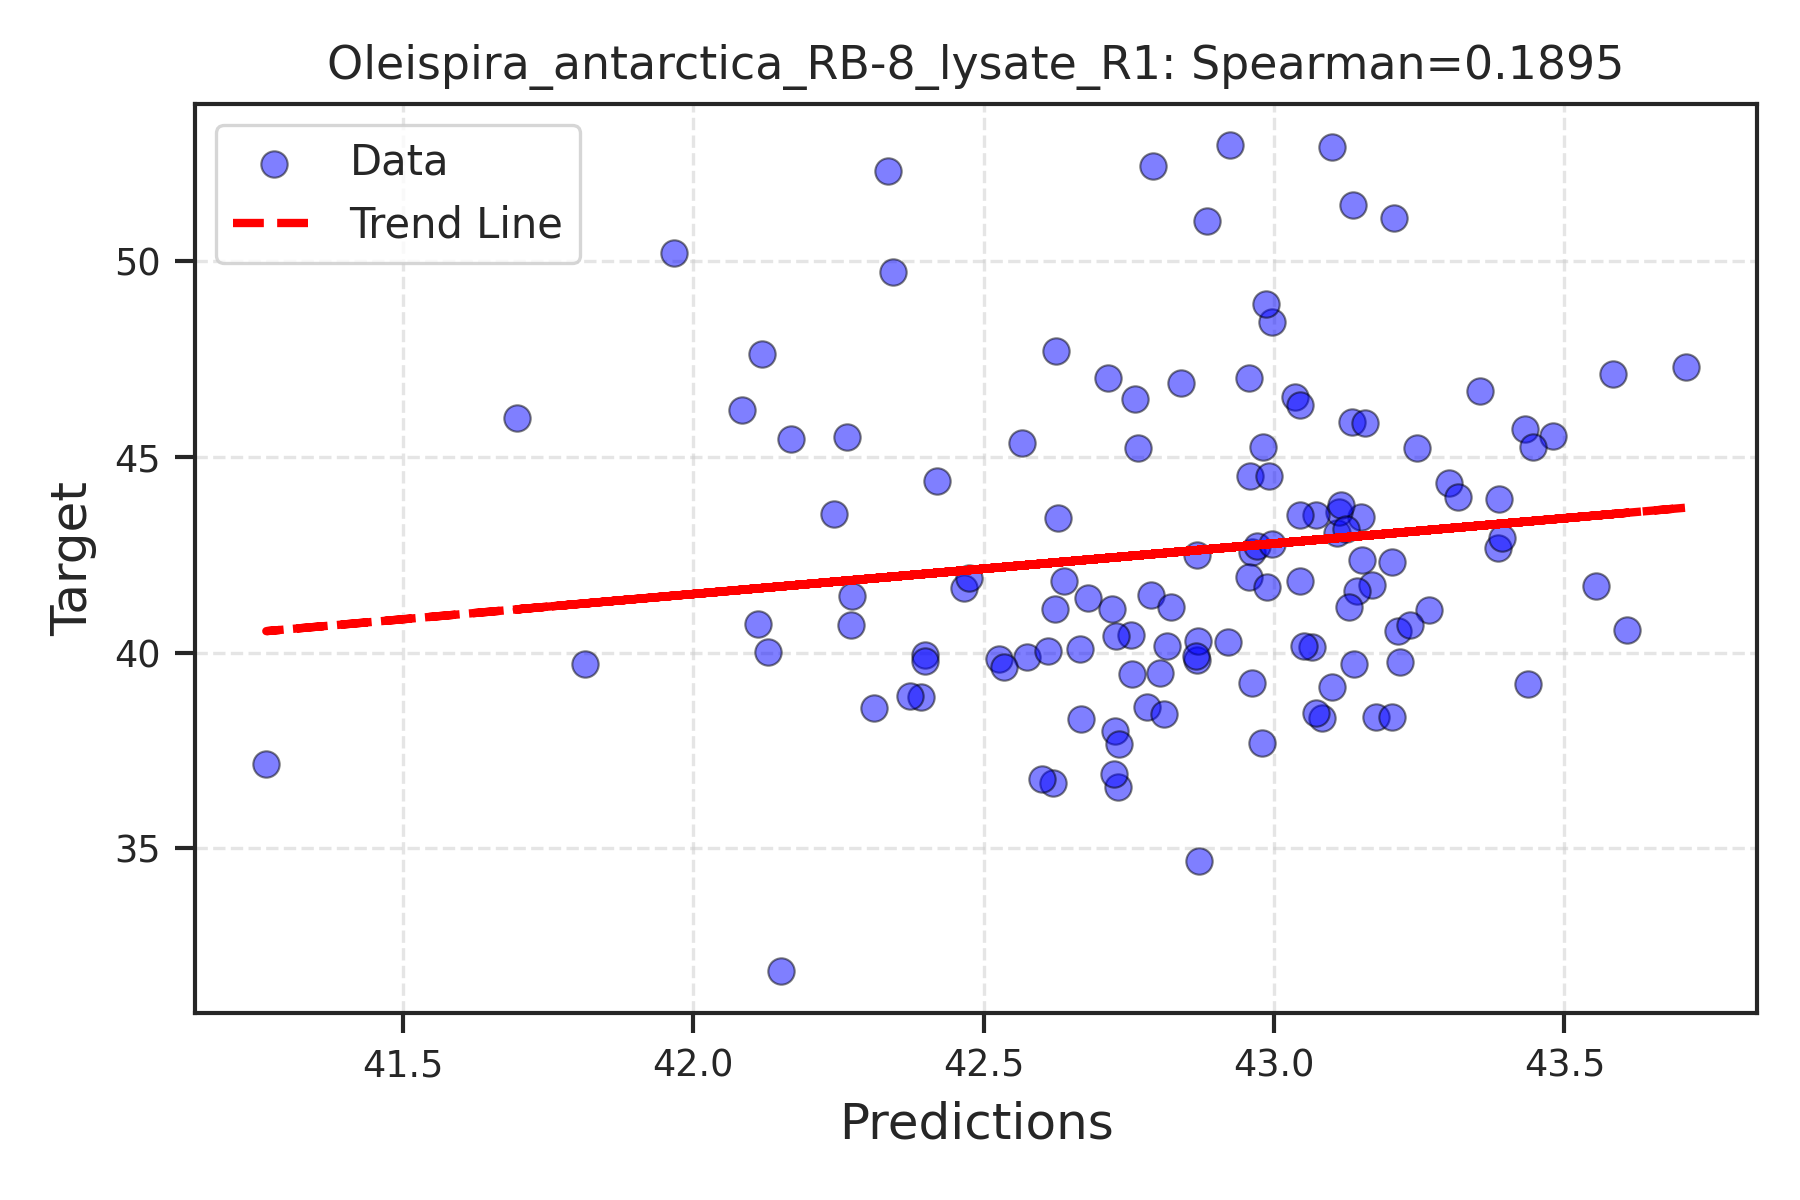 Oleispira_antarctica_RB-8_lysate_R1: Spearman=0.1895
Data
Trend Line
Target
50
45
40
35
41.5 42.0 42.5 43.0 43.5
Predictions